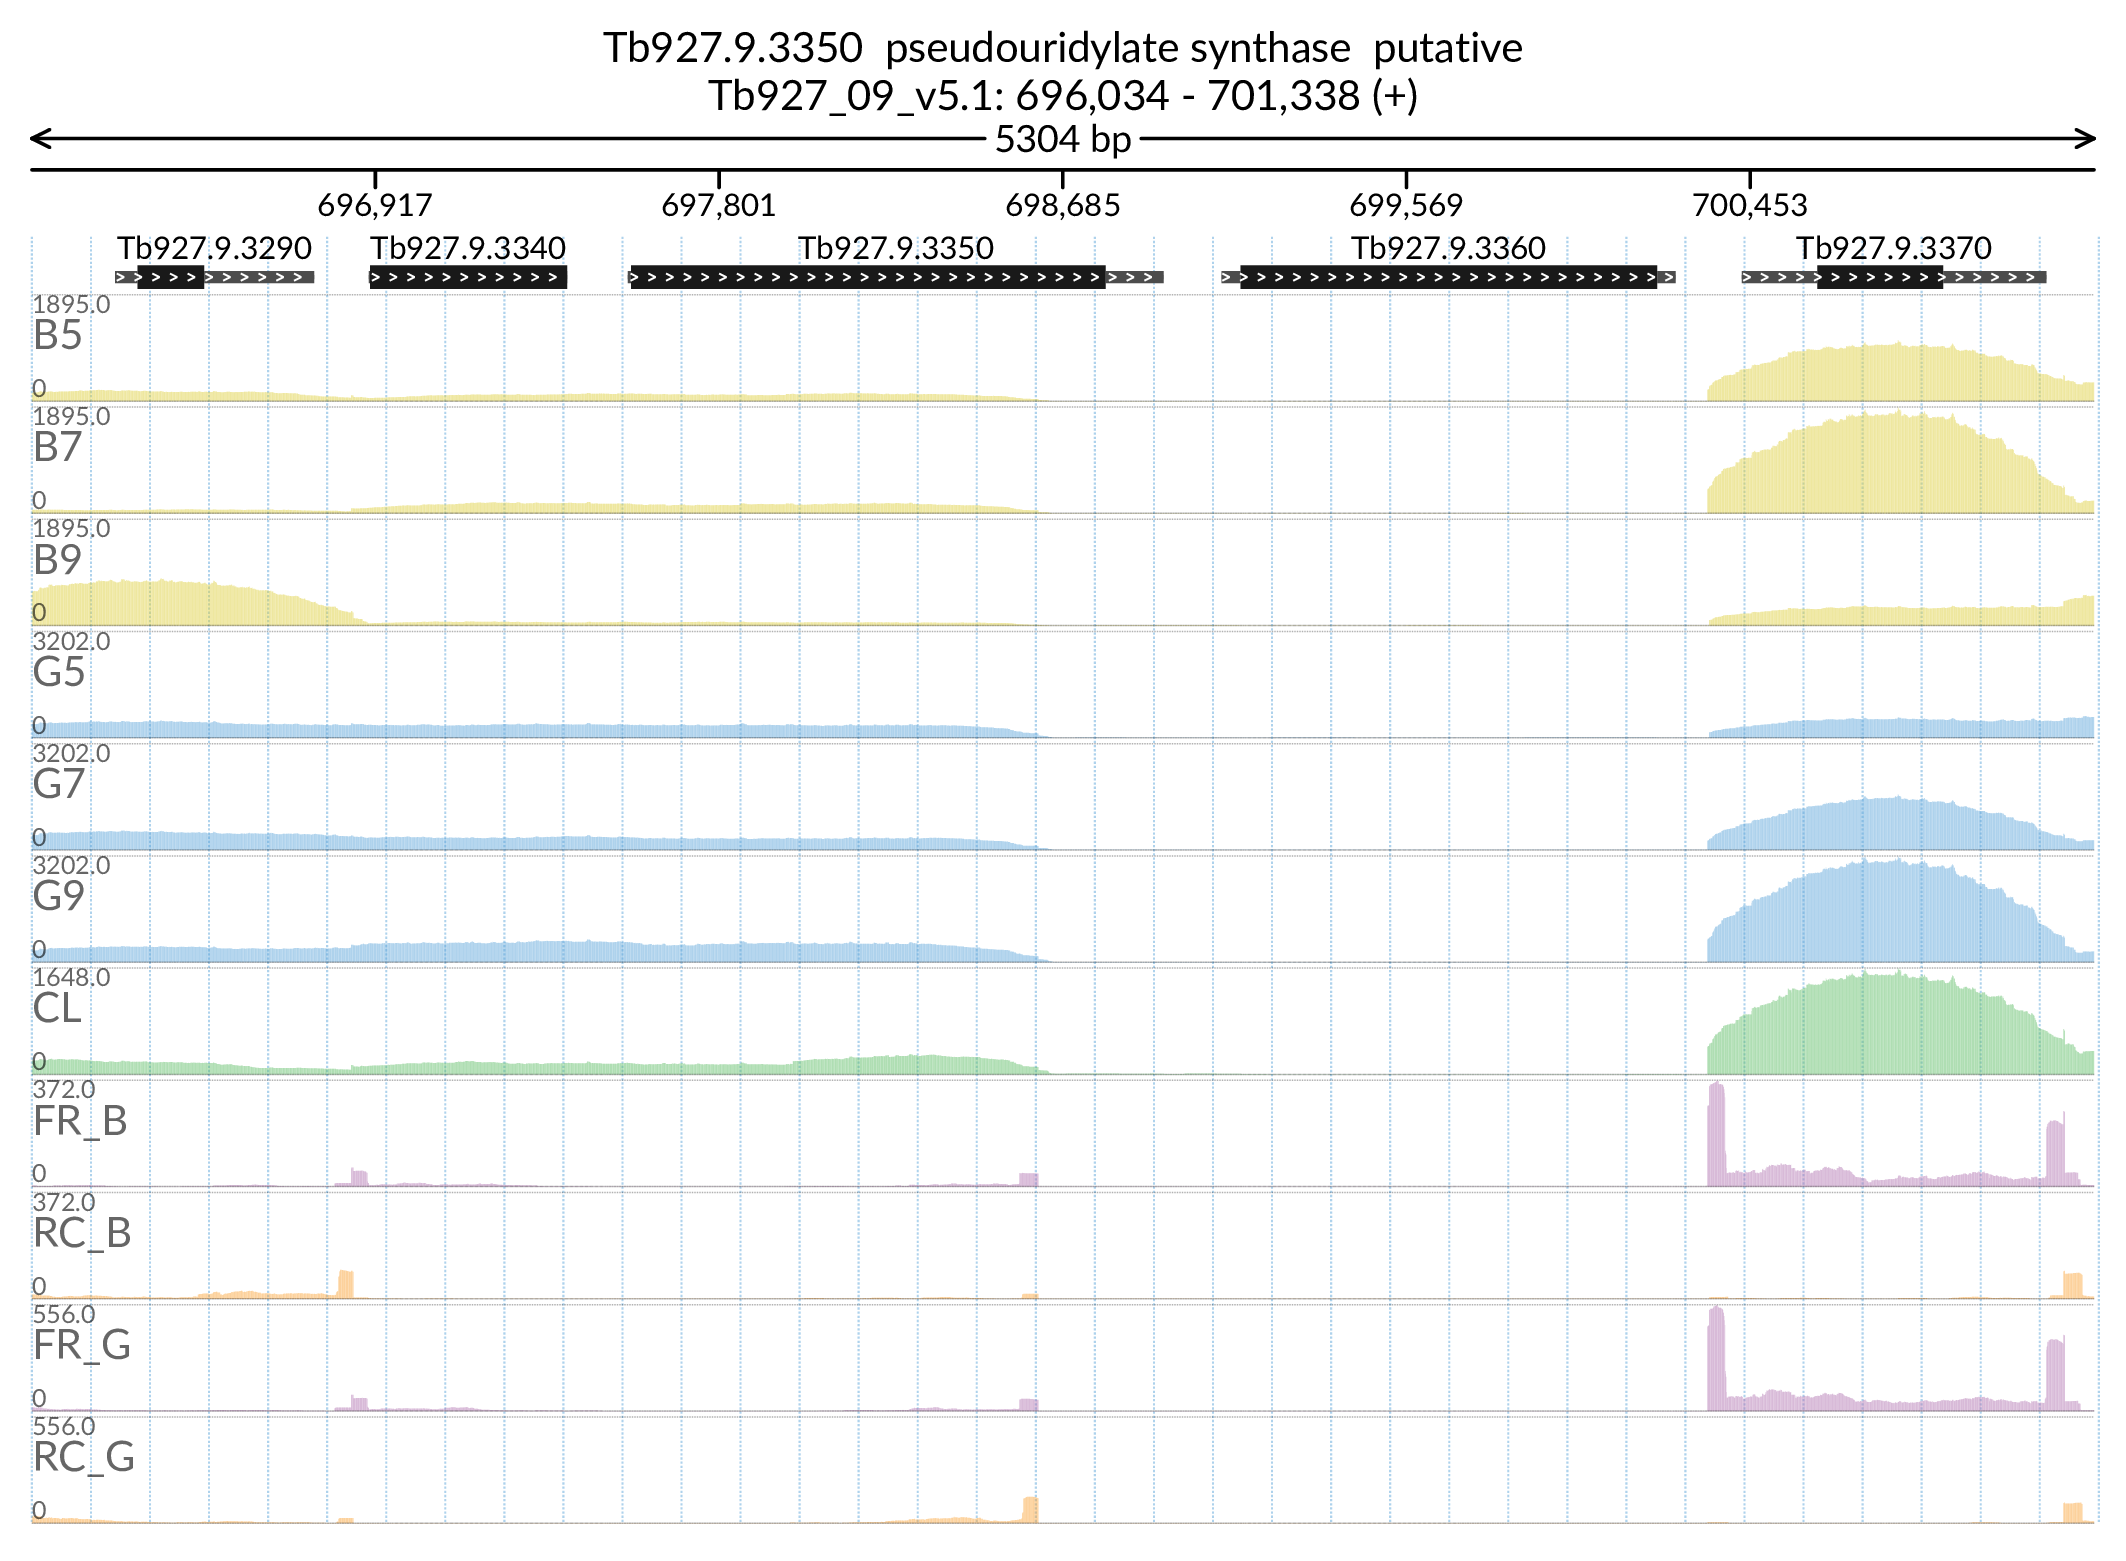 Tb927.9.3350  pseudouridylate synthase  putative
Tb927_09_v5.1: 696,034 - 701,338 (+)
5304 bp
696,917 697,801 698,685 699,569 700,453
Tb927.9.3290 Tb927.9.3340 Tb927.9.3350 Tb927.9.3360 Tb927.9.3370
1895.0
B5
0
1895.0
B7
0
1895.0
B9
0
3202.0
G5
0
3202.0
G7
0
3202.0
G9
0
1648.0
CL
0
372.0
FR_B
0
372.0
RC_B
0
556.0
FR_G
0
556.0
RC_G
0